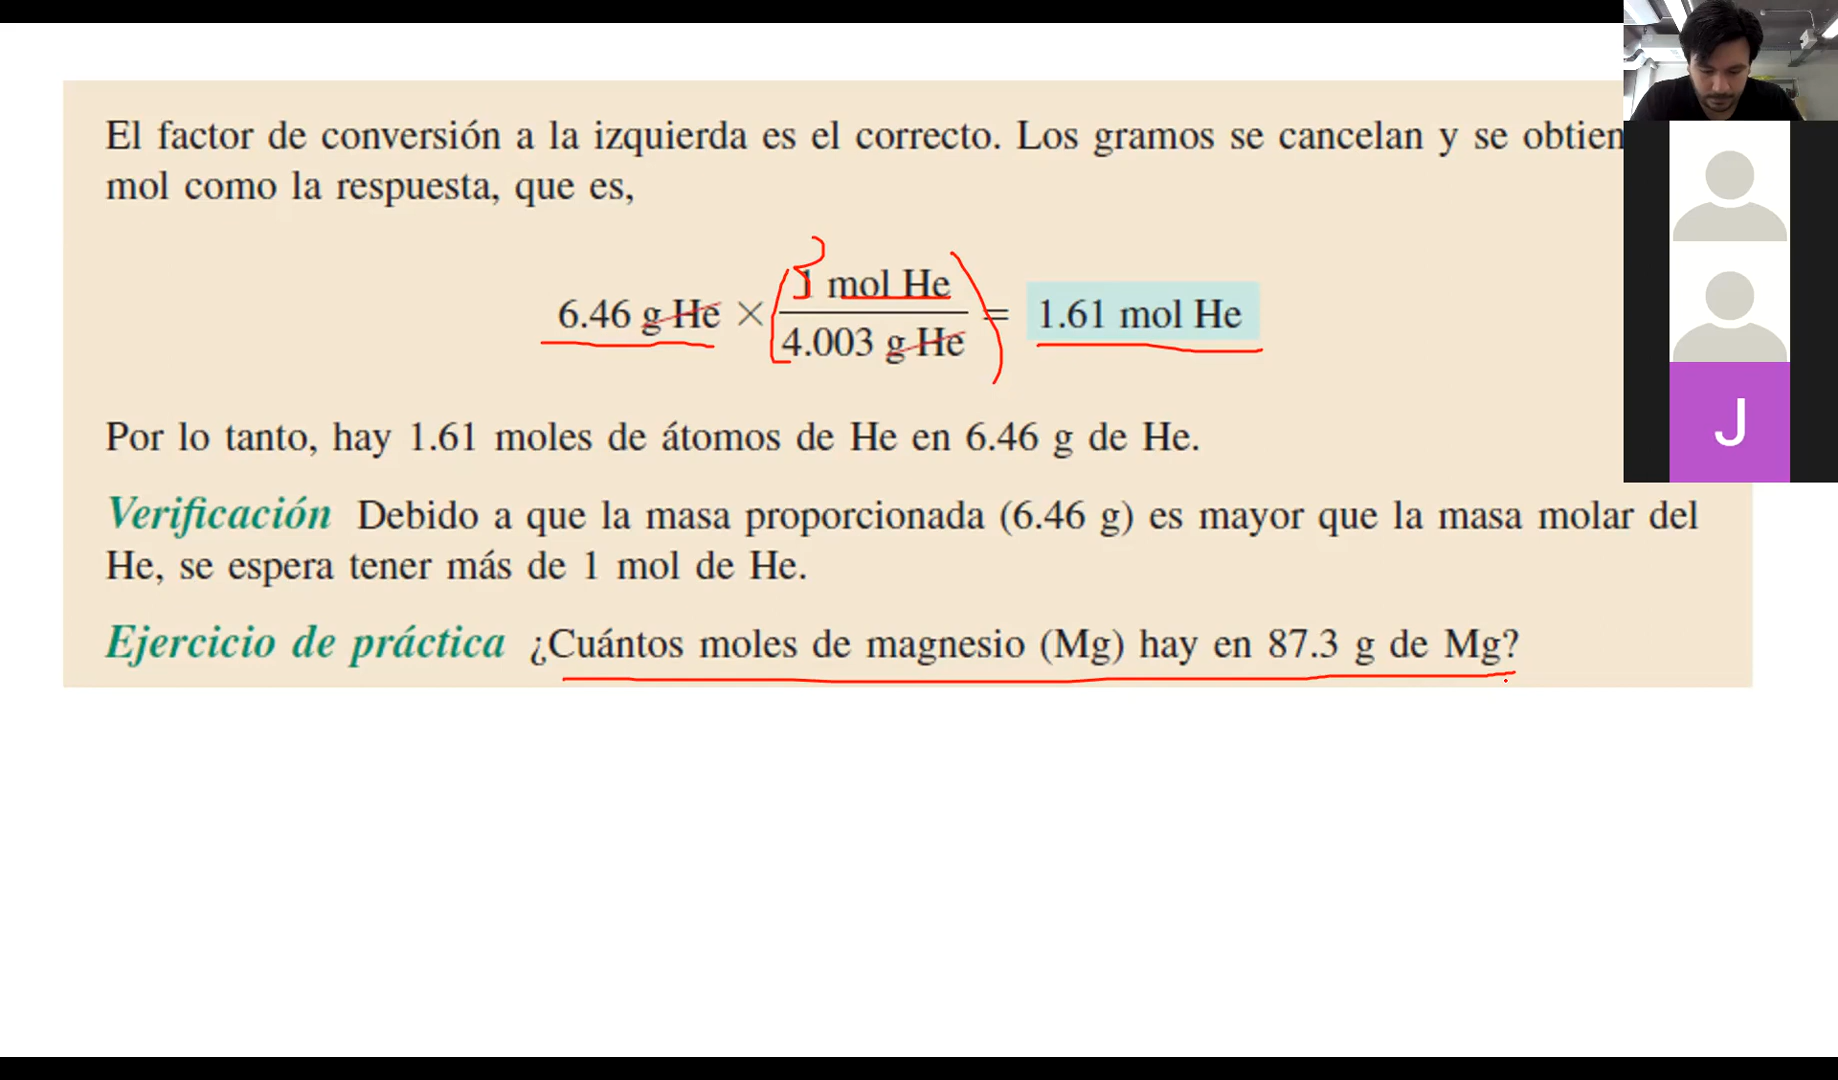 El factor de conversión a la izquierda es el correcto. Los gramos se cancelan y se obtien
mol como la respuesta, que es,
6.46 g He × 1 mol He / 4.003 g He = 1.61 mol He
Por lo tanto, hay 1.61 moles de átomos de He en 6.46 g de He.
Verificación Debido a que la masa proporcionada (6.46 g) es mayor que la masa molar del
He, se espera tener más de 1 mol de He.
Ejercicio de práctica ¿Cuántos moles de magnesio (Mg) hay en 87.3 g de Mg?
J